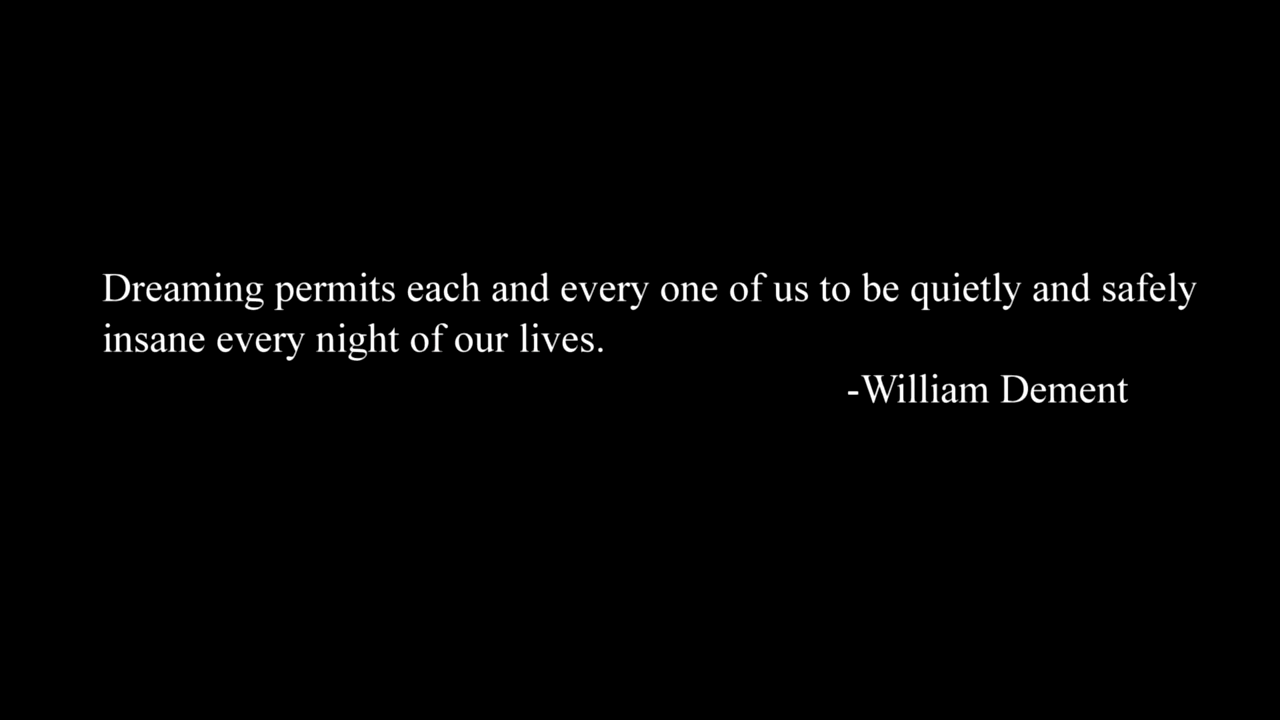 Dreaming permits each and every one of us to be quietly and safely
insane every night of our lives.
-William Dement